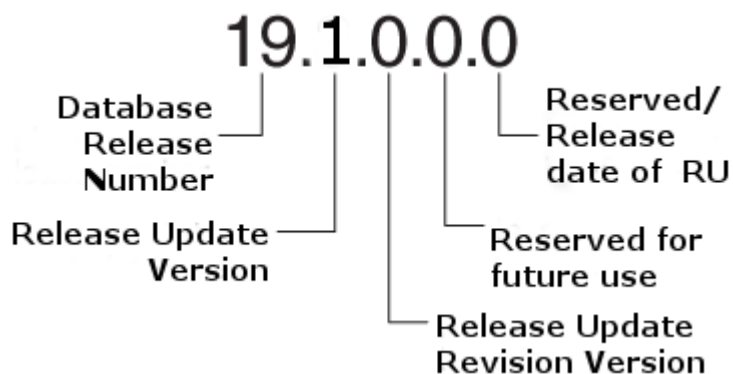 19.1.0.0.0
Database
Release
Number
Reserved/
Release
date of RU
Release Update
Version
Reserved for
future use
Release Update
Revision Version